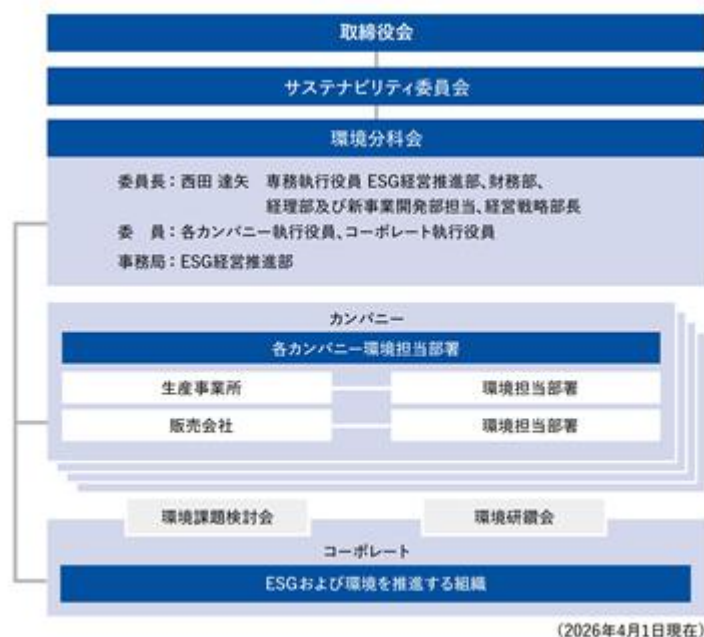 取締役会
サステナビリティ委員会
環境分科会
委員長：西田 達矢　専務執行役員 ESG経営推進部、財務部、
経理部及び新事業開発部担当、経営戦略部長
委　員：各カンパニー執行役員、コーポレート執行役員
事務局：ESG経営推進部
カンパニー
各カンパニー環境担当部署
生産事業所　環境担当部署
販売会社　環境担当部署
環境課題検討会　環境研鑽会
コーポレート
ESGおよび環境を推進する組織
(2026年4月1日現在)